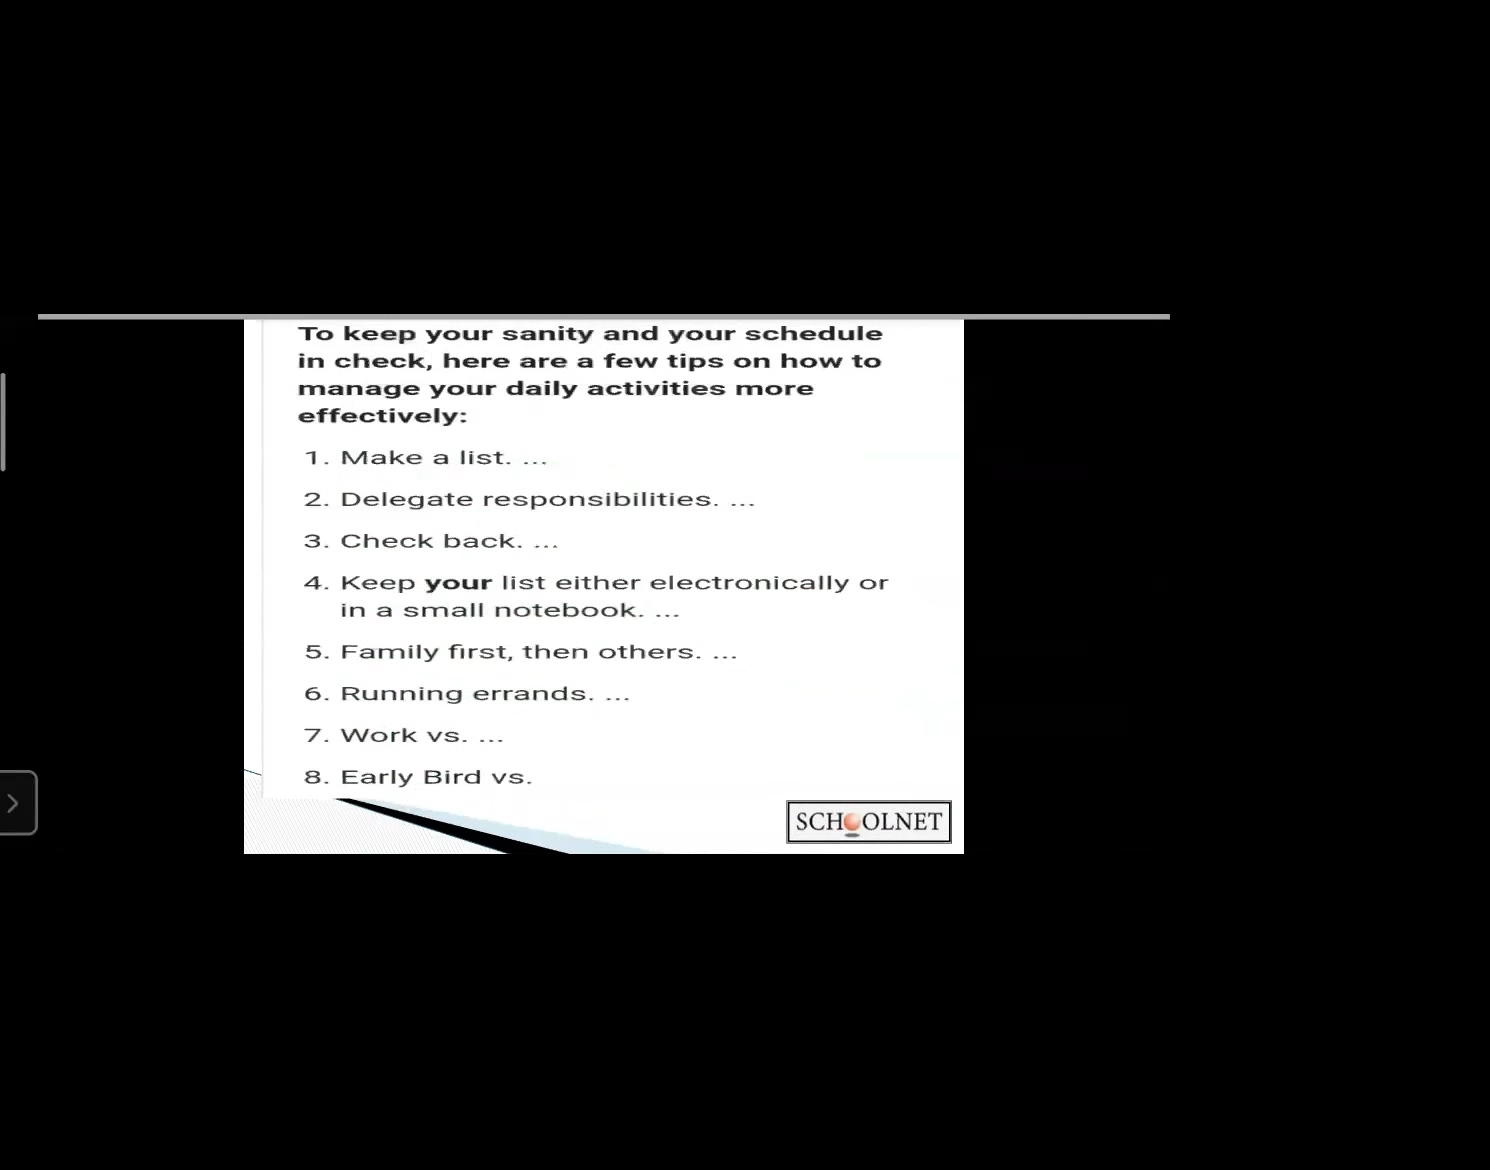 To keep your sanity and your schedule
in check, here are a few tips on how to
manage your daily activities more
effectively:
1. Make a list. ...
2. Delegate responsibilities. ...
3. Check back. ...
4. Keep your list either electronically or
in a small notebook. ...
5. Family first, then others. ...
6. Running errands. ...
7. Work vs. ...
8. Early Bird vs.
SCHOOLNET